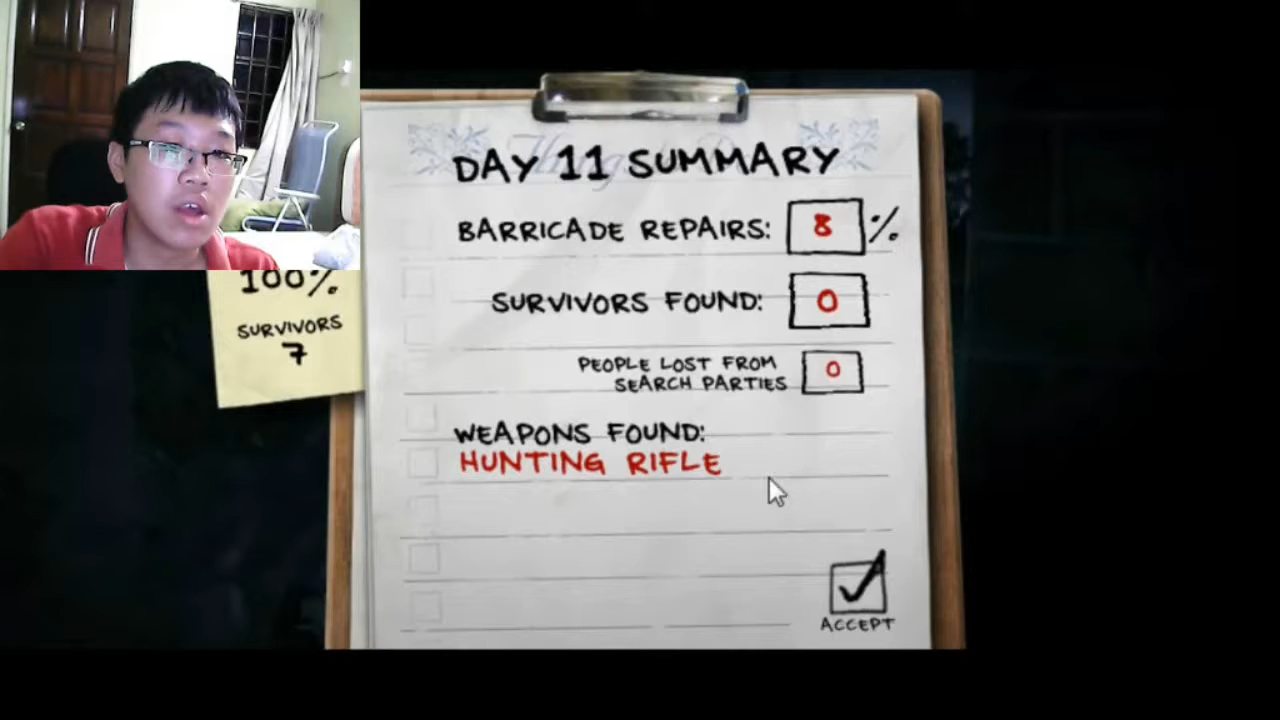 DAY 11 SUMMARY
BARRICADE REPAIRS: 8 %
SURVIVORS FOUND: 0
PEOPLE LOST FROM
SEARCH PARTIES 0
WEAPONS FOUND:
HUNTING RIFLE
ACCEPT
100%
SURVIVORS
7